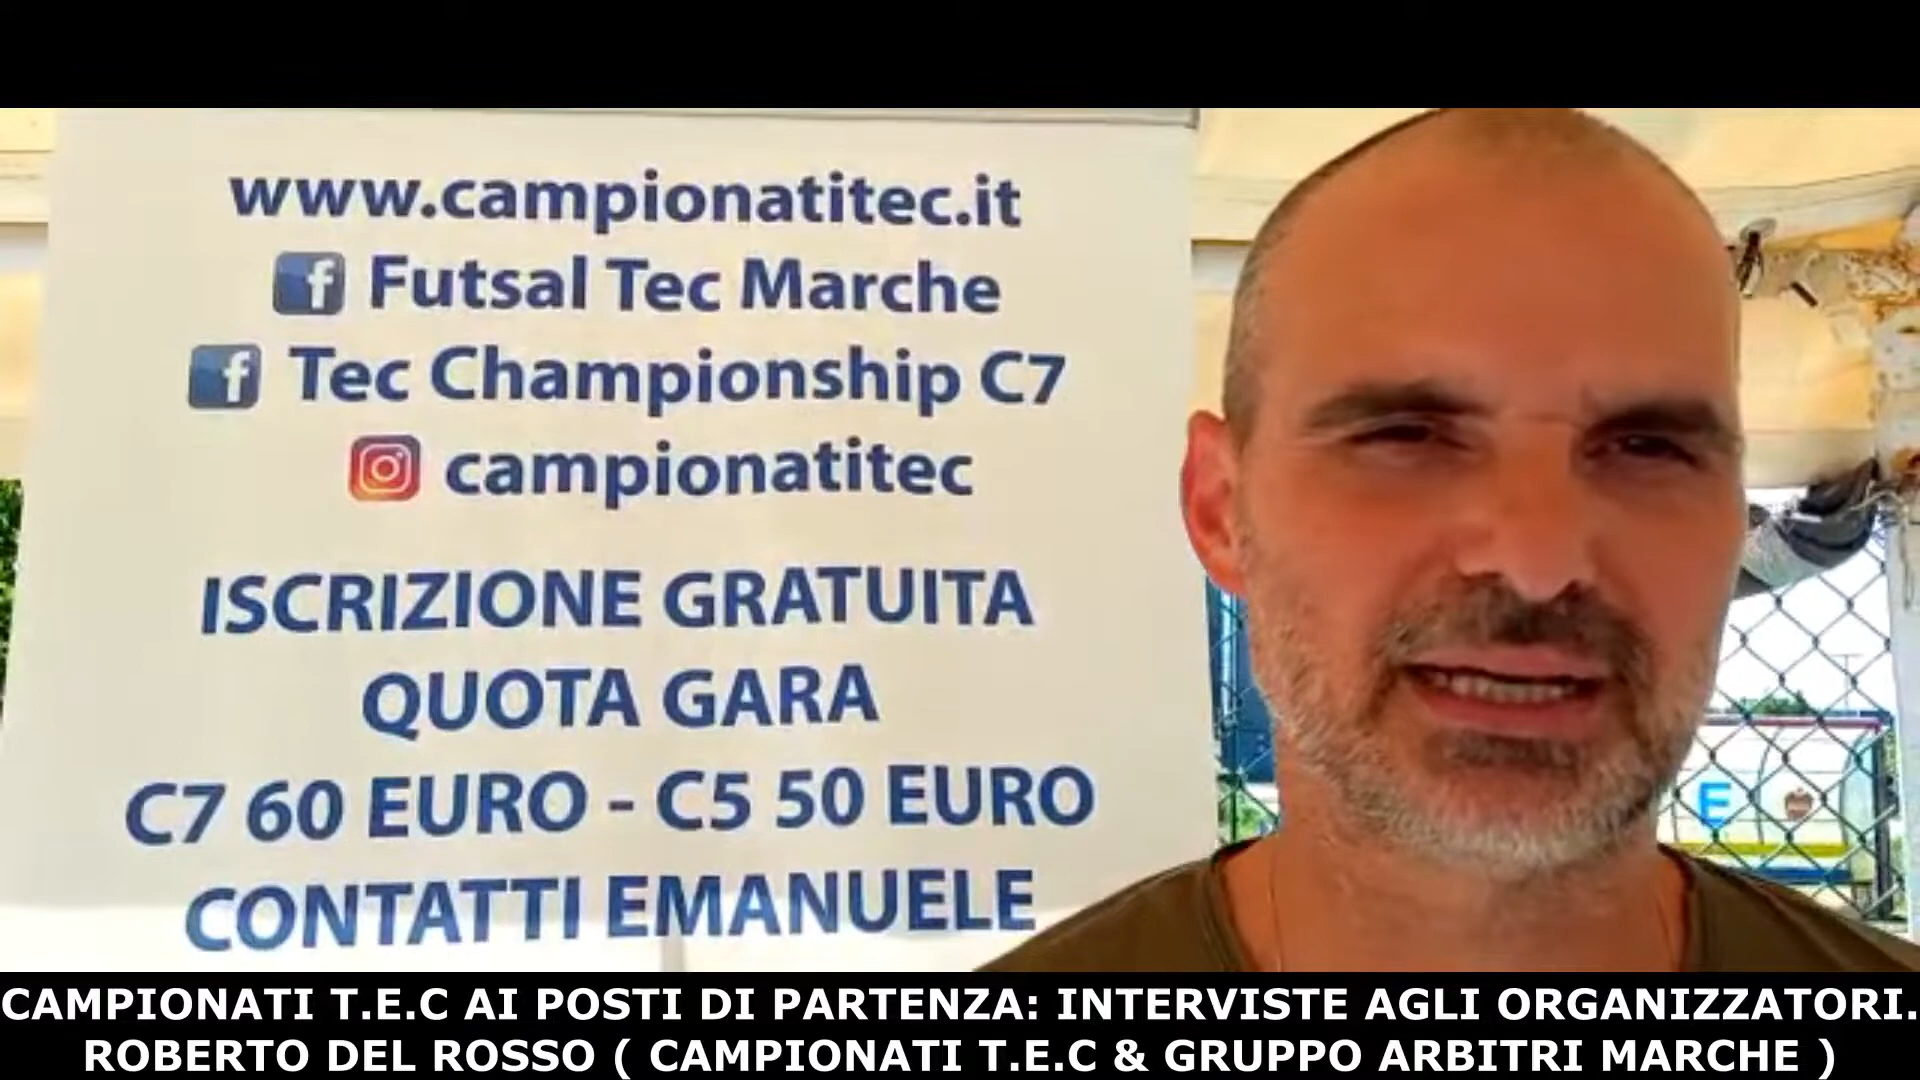 www.campionatitec.it
f Futsal Tec Marche
f Tec Championship C7
campionatitec
ISCRIZIONE GRATUITA
QUOTA GARA
C7 60 EURO - C5 50 EURO
CONTATTI EMANUELE
E
CAMPIONATI T.E.C AI POSTI DI PARTENZA: INTERVISTE AGLI ORGANIZZATORI.
ROBERTO DEL ROSSO ( CAMPIONATI T.E.C & GRUPPO ARBITRI MARCHE )